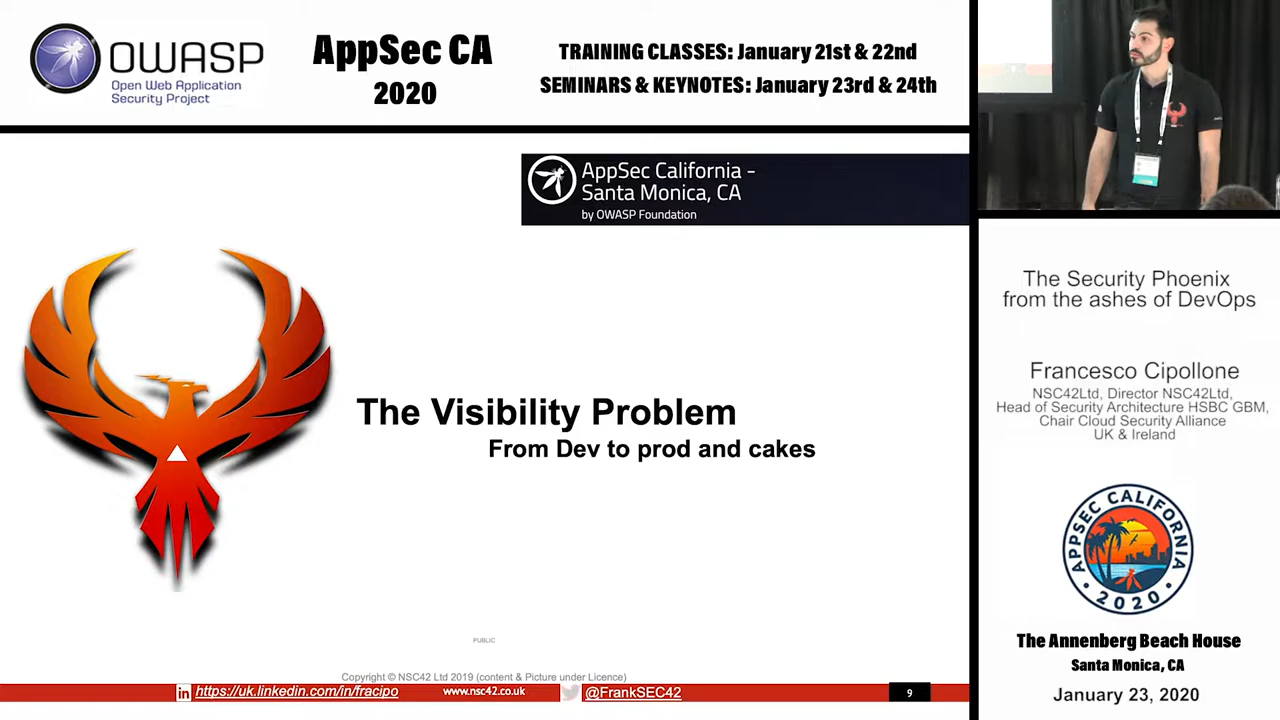 OWASP
Open Web Application
Security Project
AppSec CA
2020
TRAINING CLASSES: January 21st & 22nd
SEMINARS & KEYNOTES: January 23rd & 24th
AppSec California -
Santa Monica, CA
by OWASP Foundation
The Visibility Problem
From Dev to prod and cakes
PUBLIC
Copyright © NSC42 Ltd 2019 (content & Picture under Licence)
in https://uk.linkedin.com/in/fracipo
www.nsc42.co.uk
@FrankSEC42
9
The Security Phoenix
from the ashes of DevOps
Francesco Cipollone
NSC42Ltd, Director NSC42Ltd,
Head of Security Architecture HSBC GBM,
Chair Cloud Security Alliance
UK & Ireland
APPSEC CALIFORNIA
2020
The Annenberg Beach House
Santa Monica, CA
January 23, 2020